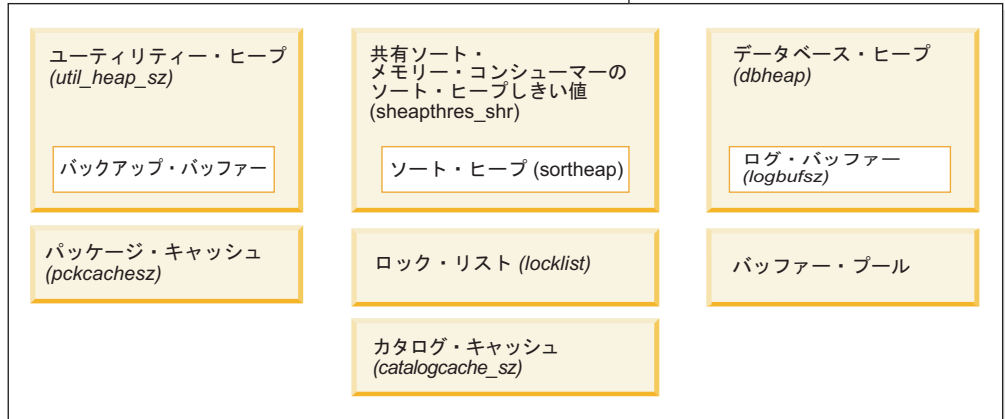 ユーティリティー・ヒープ
(util_heap_sz)
バックアップ・バッファー
共有ソート・
メモリー・コンシューマーの
ソート・ヒープしきい値
(sheapthres_shr)
ソート・ヒープ (sortheap)
データベース・ヒープ
(dbheap)
ログ・バッファー
(logbufsz)
パッケージ・キャッシュ
(pckcachesz)
ロック・リスト (locklist)
バッファー・プール
カタログ・キャッシュ
(catalogcache_sz)